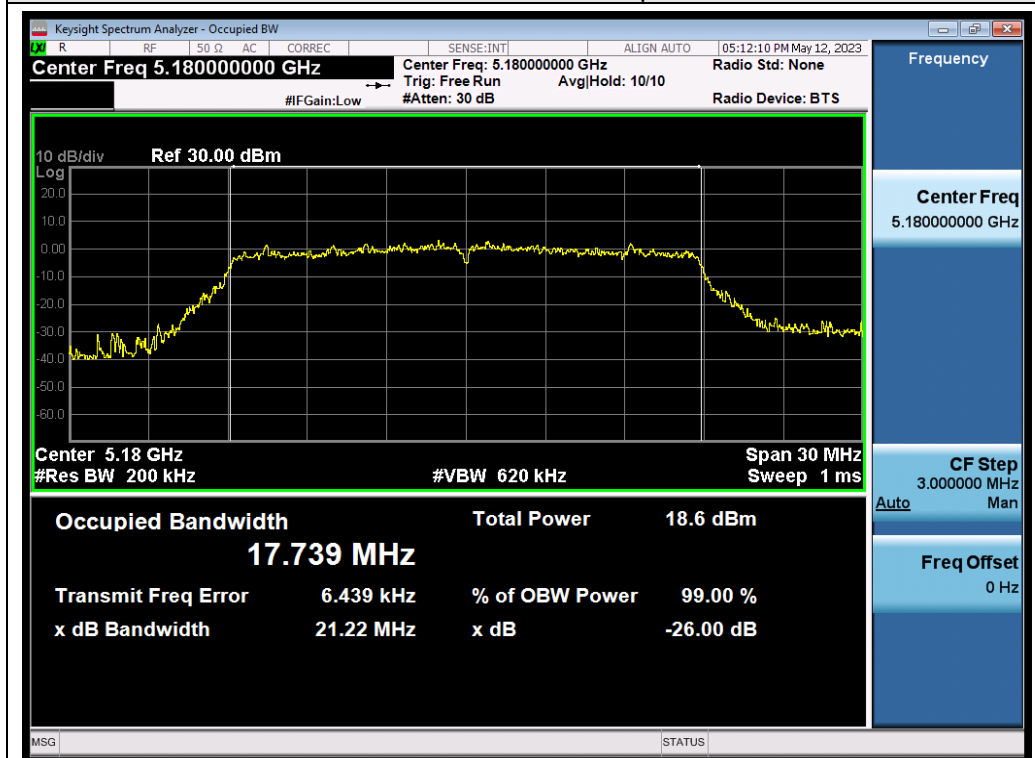 Keysight Spectrum Analyzer - Occupied BW
LXI R RF 50 Ω AC CORREC SENSE:INT ALIGN AUTO 05:12:10 PM May 12, 2023
Center Freq 5.180000000 GHz
Center Freq: 5.180000000 GHz Radio Std: None
Trig: Free Run Avg|Hold: 10/10
#IFGain:Low #Atten: 30 dB Radio Device: BTS
10 dB/div Ref 30.00 dBm
Log
20.0
10.0
0.00
-10.0
-20.0
-30.0
-40.0
-50.0
-60.0
Center 5.18 GHz Span 30 MHz
#Res BW 200 kHz #VBW 620 kHz Sweep 1 ms
Occupied Bandwidth Total Power 18.6 dBm
17.739 MHz
Transmit Freq Error 6.439 kHz % of OBW Power 99.00 %
x dB Bandwidth 21.22 MHz x dB -26.00 dB
MSG STATUS
Frequency
Center Freq
5.180000000 GHz
CF Step
3.000000 MHz
Auto Man
Freq Offset
0 Hz